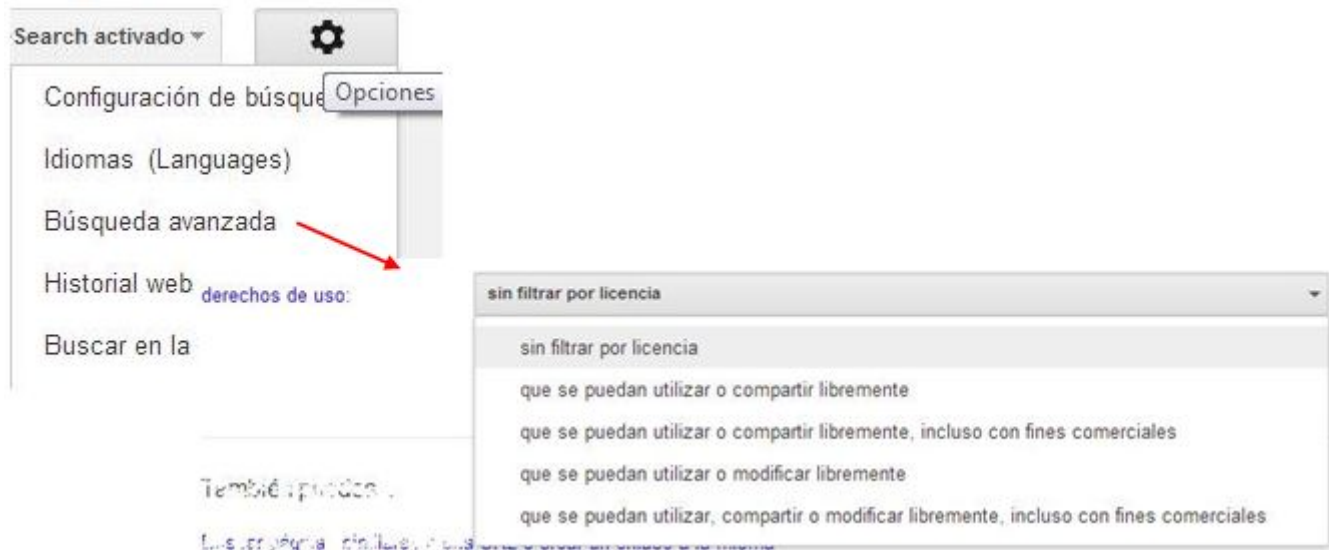 Search activado
Opciones
Configuración de búsque
Idiomas (Languages)
Búsqueda avanzada
Historial web
Buscar en la
derechos de uso:
sin filtrar por licencia
sin filtrar por licencia
que se puedan utilizar o compartir libremente
que se puedan utilizar o compartir libremente, incluso con fines comerciales
que se puedan utilizar o modificar libremente
que se puedan utilizar, compartir o modificar libremente, incluso con fines comerciales
También